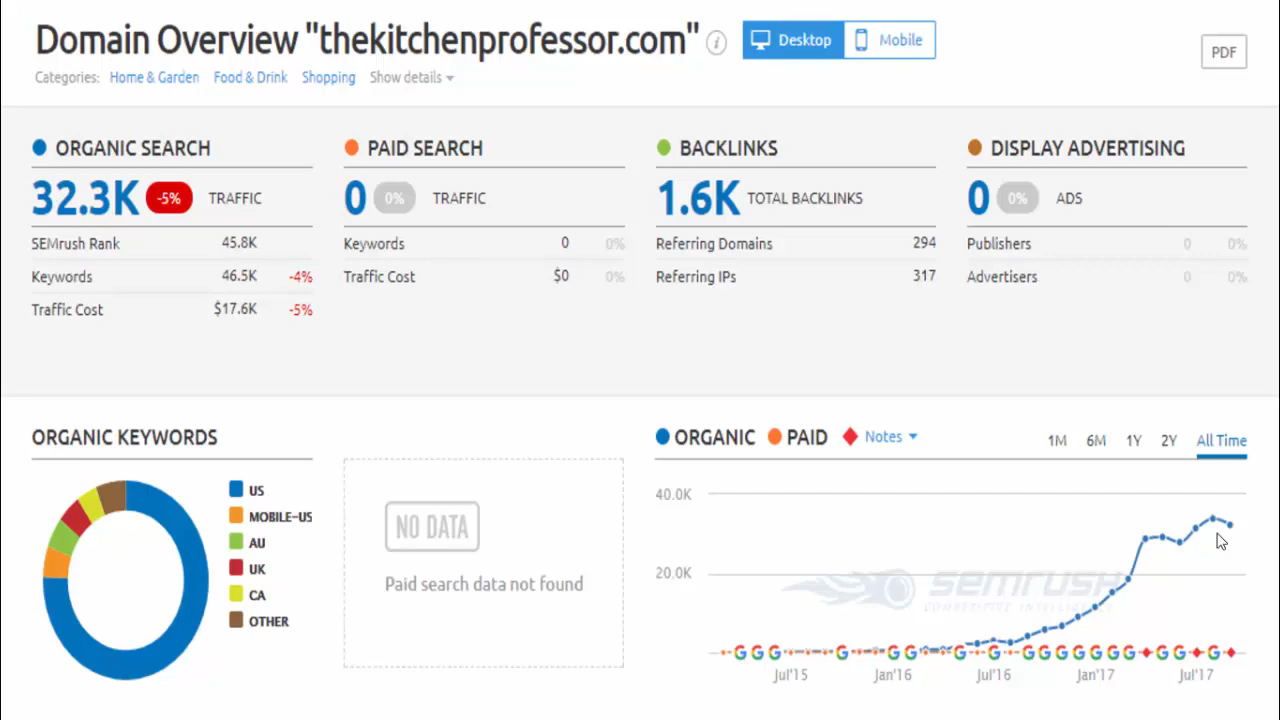 Domain Overview "thekitchenprofessor.com" i Desktop Mobile
PDF
Categories: Home & Garden Food & Drink Shopping Show details
ORGANIC SEARCH
32.3K -5% TRAFFIC
SEMrush Rank 45.8K
Keywords 46.5K -4%
Traffic Cost $17.6K -5%
PAID SEARCH
0 0% TRAFFIC
Keywords 0 0%
Traffic Cost $0 0%
BACKLINKS
1.6K TOTAL BACKLINKS
Referring Domains 294
Referring IPs 317
DISPLAY ADVERTISING
0 0% ADS
Publishers 0 0%
Advertisers 0 0%
ORGANIC KEYWORDS
US
MOBILE-US
AU
UK
CA
OTHER
NO DATA
Paid search data not found
ORGANIC PAID Notes 1M 6M 1Y 2Y All Time
40.0K
20.0K
semrush
COMPETITIVE INTELLIGENCE
G G G G G G G G G G G G G G G G G G
Jul'15 Jan'16 Jul'16 Jan'17 Jul'17